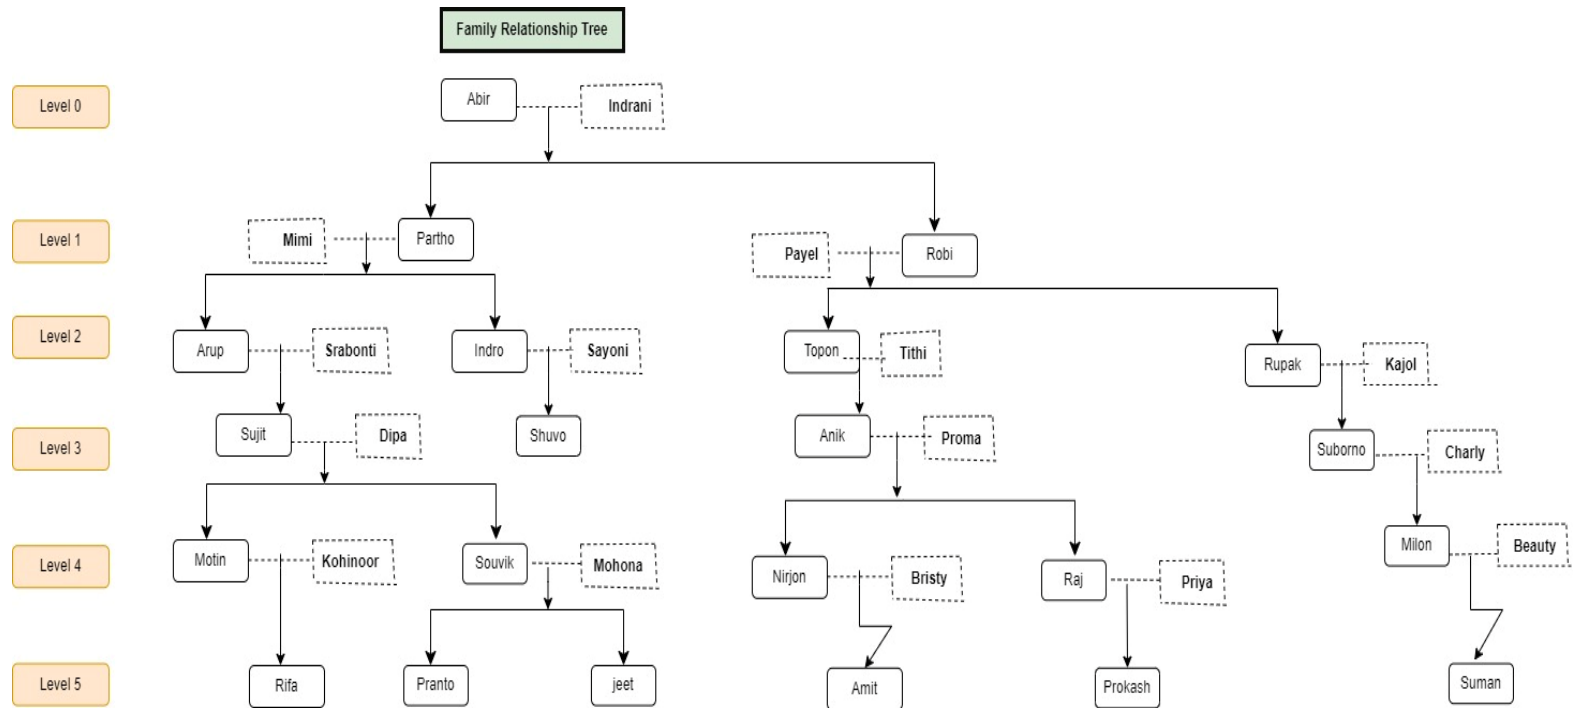 Family Relationship Tree
Level 0
Abir
Indrani
Level 1
Mimi
Partho
Payel
Robi
Level 2
Arup
Srabonti
Indro
Sayoni
Topon
Tithi
Rupak
Kajol
Level 3
Sujit
Dipa
Shuvo
Anik
Proma
Suborno
Charly
Level 4
Motin
Kohinoor
Souvik
Mohona
Nirjon
Bristy
Raj
Priya
Milon
Beauty
Level 5
Rifa
Pranto
jeet
Amit
Prokash
Suman